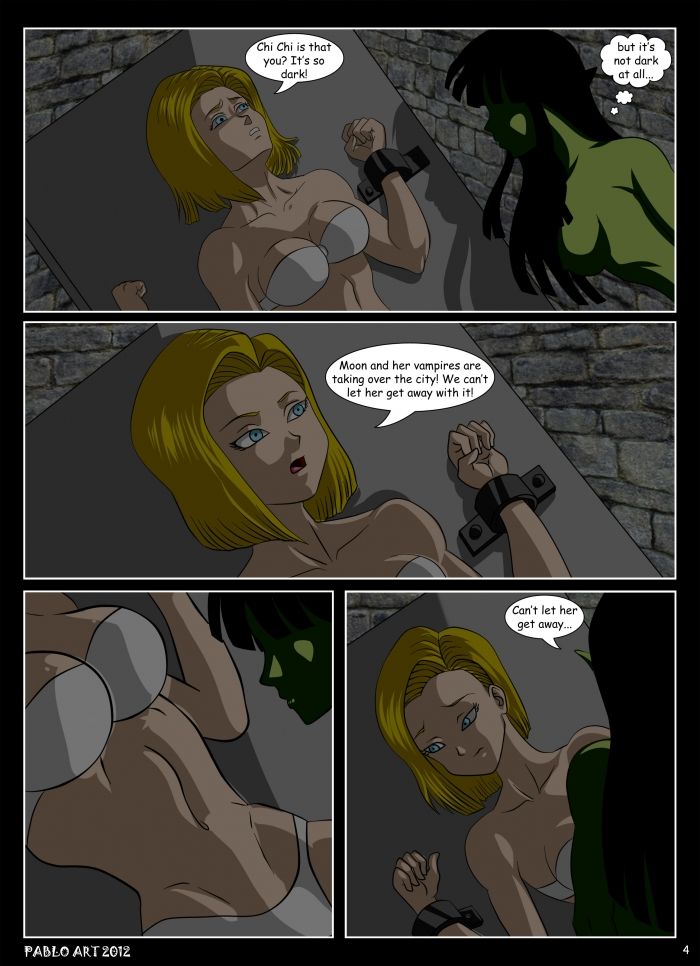 Chi Chi is that
you? It's so
dark!
but it's
not dark
at all...
Moon and her vampires are
taking over the city! We can't
let her get away with it!
Can't let her
get away...
PABLO ART 2012
4